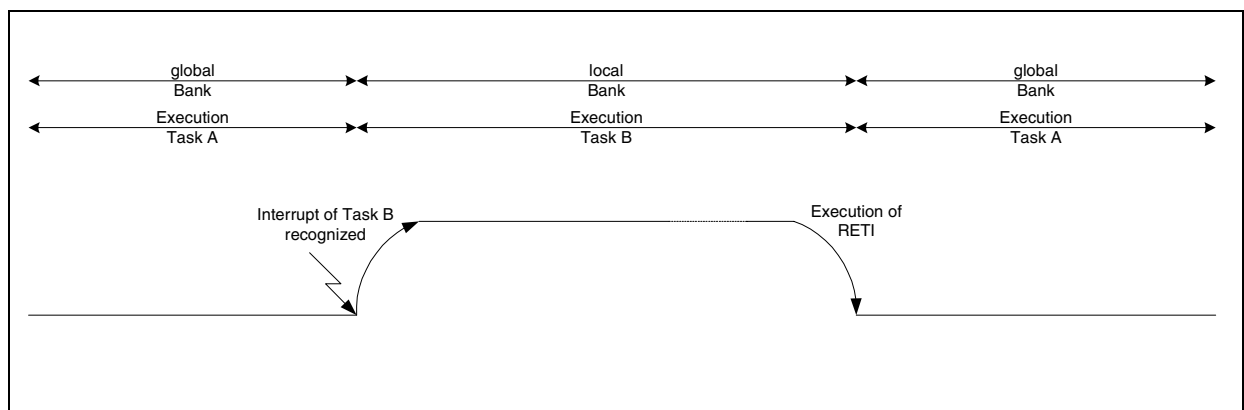 global
Bank
local
Bank
global
Bank
Execution
Task A
Execution
Task B
Execution
Task A
Interrupt of Task B
recognized
Execution of
RETI